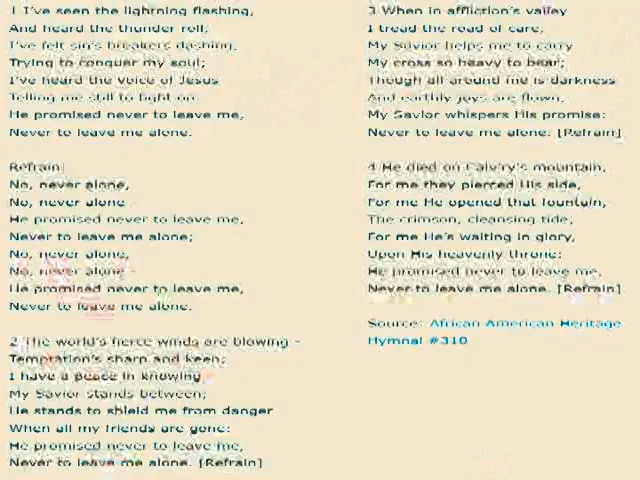 1 I've seen the lightning flashing,
And heard the thunder roll;
I've felt sin's breakers dashing,
Trying to conquer my soul;
I've heard the voice of Jesus
Telling me still to fight on
He promised never to leave me,
Never to leave me alone.
Refrain
No, never alone,
No, never alone -
He promised never to leave me,
Never to leave me alone;
No, never alone,
No, never alone -
He promised never to leave me,
Never to leave me alone.
2 The world's fierce winds are blowing -
Temptation's sharp and keen;
I have a peace in knowing
My Savior stands between;
He stands to shield me from danger
When all my friends are gone:
He promised never to leave me,
Never to leave me alone. [Refrain]
3 When in affliction's valley
I tread the road of care,
My Savior helps me to carry
My cross so heavy to bear;
Though all around me is darkness
And earthly joys are flown,
My Savior whispers His promise:
Never to leave me alone. [Refrain]
4 He died on Calv'ry's mountain,
For me they pierced His side,
For me He opened that fountain,
The crimson, cleansing tide;
For me He's waiting in glory,
Upon His heavenly throne:
He promised never to leave me,
Never to leave me alone. [Refrain]
Source: African American Heritage
Hymnal #310